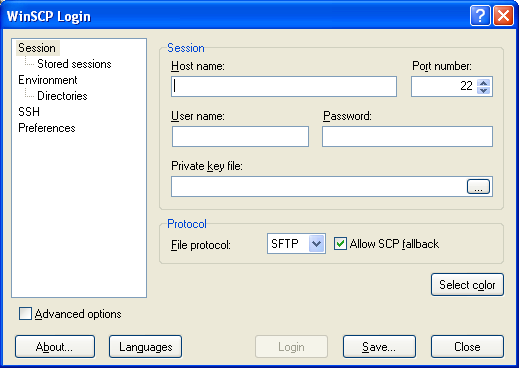 WinSCP Login
Session
Stored sessions
Environment
Directories
SSH
Preferences
Advanced options
Session
Host name:
Port number:
22
User name:
Password:
Private key file:
...
Protocol
File protocol:
SFTP
Allow SCP fallback
Select color
About...
Languages
Login
Save...
Close